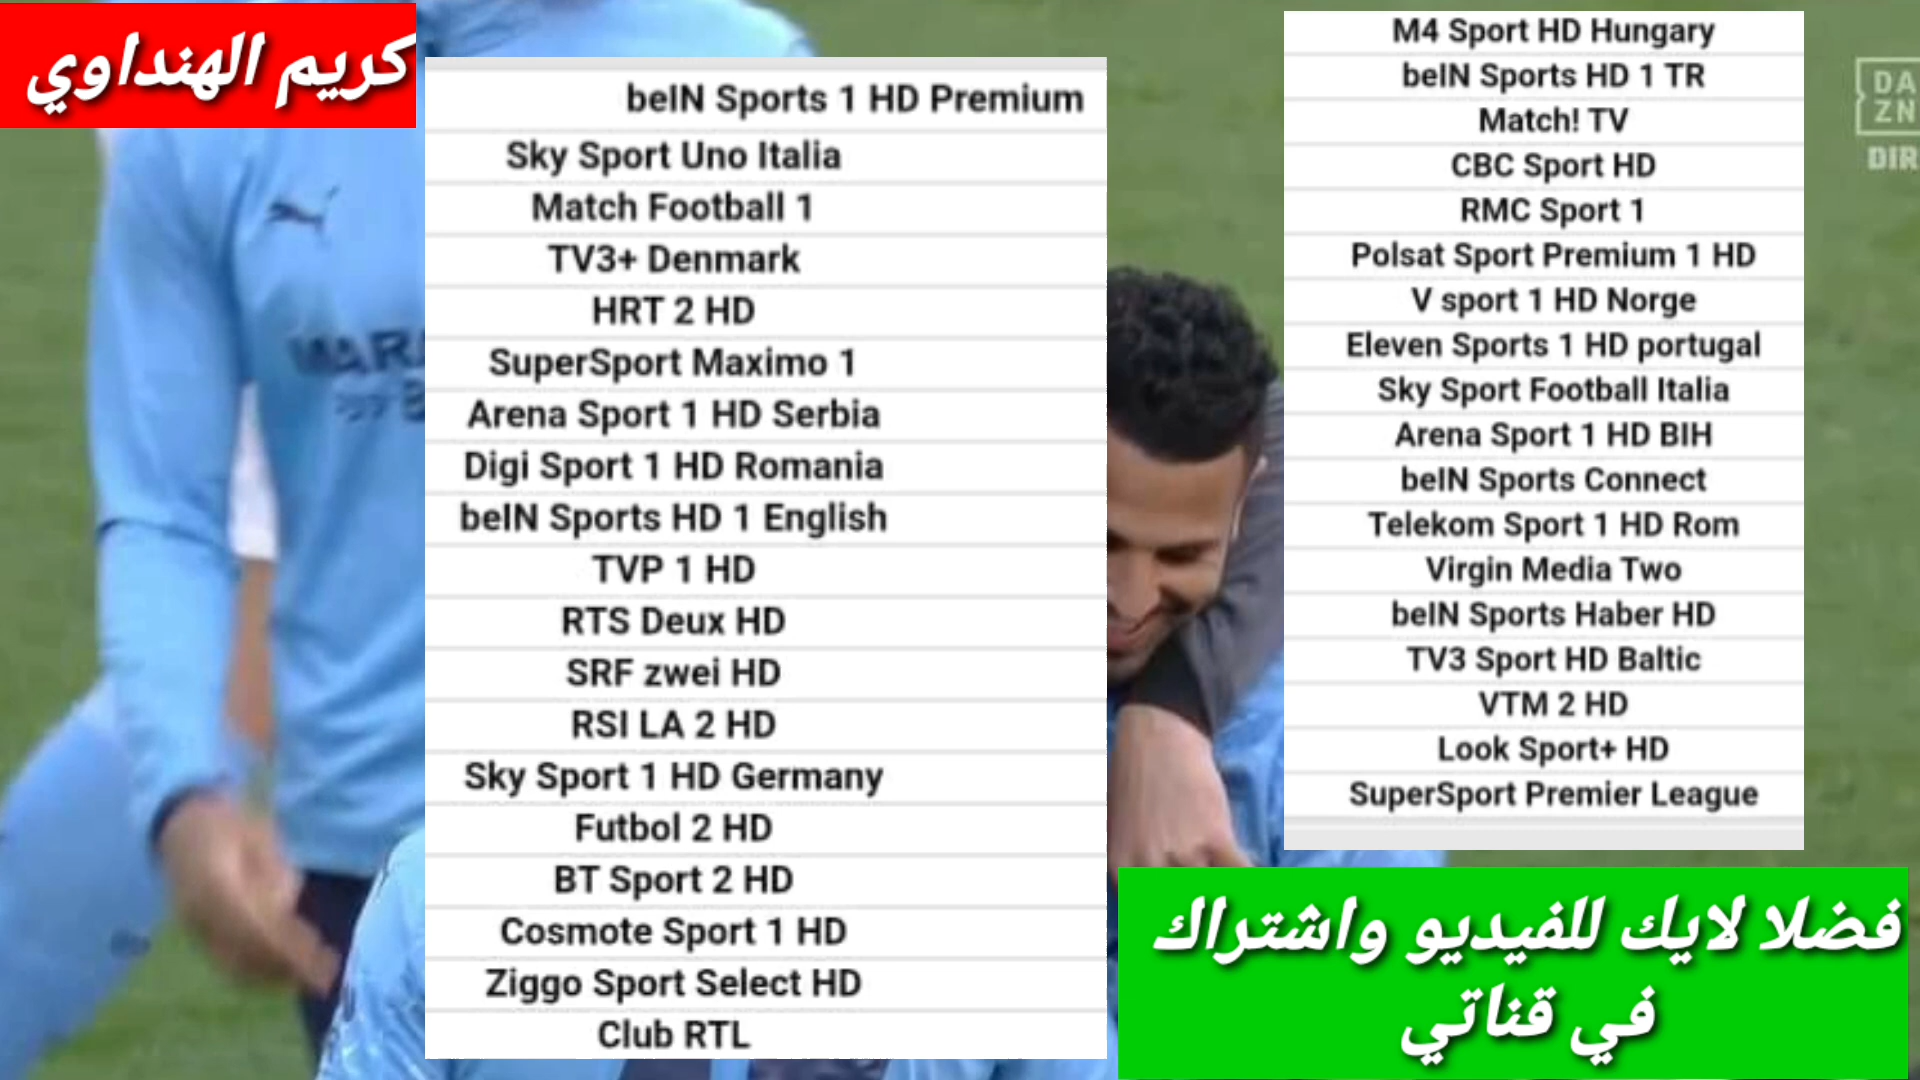 كريم الهنداوي
beIN Sports 1 HD Premium
Sky Sport Uno Italia
Match Football 1
TV3+ Denmark
HRT 2 HD
SuperSport Maximo 1
Arena Sport 1 HD Serbia
Digi Sport 1 HD Romania
beIN Sports HD 1 English
TVP 1 HD
RTS Deux HD
SRF zwei HD
RSI LA 2 HD
Sky Sport 1 HD Germany
Futbol 2 HD
BT Sport 2 HD
Cosmote Sport 1 HD
Ziggo Sport Select HD
Club RTL
M4 Sport HD Hungary
beIN Sports HD 1 TR
Match! TV
CBC Sport HD
RMC Sport 1
Polsat Sport Premium 1 HD
V sport 1 HD Norge
Eleven Sports 1 HD portugal
Sky Sport Football Italia
Arena Sport 1 HD BIH
beIN Sports Connect
Telekom Sport 1 HD Rom
Virgin Media Two
beIN Sports Haber HD
TV3 Sport HD Baltic
VTM 2 HD
Look Sport+ HD
SuperSport Premier League
DA
ZN
DIR
فضلا لايك للفيديو واشتراك
في قناتي